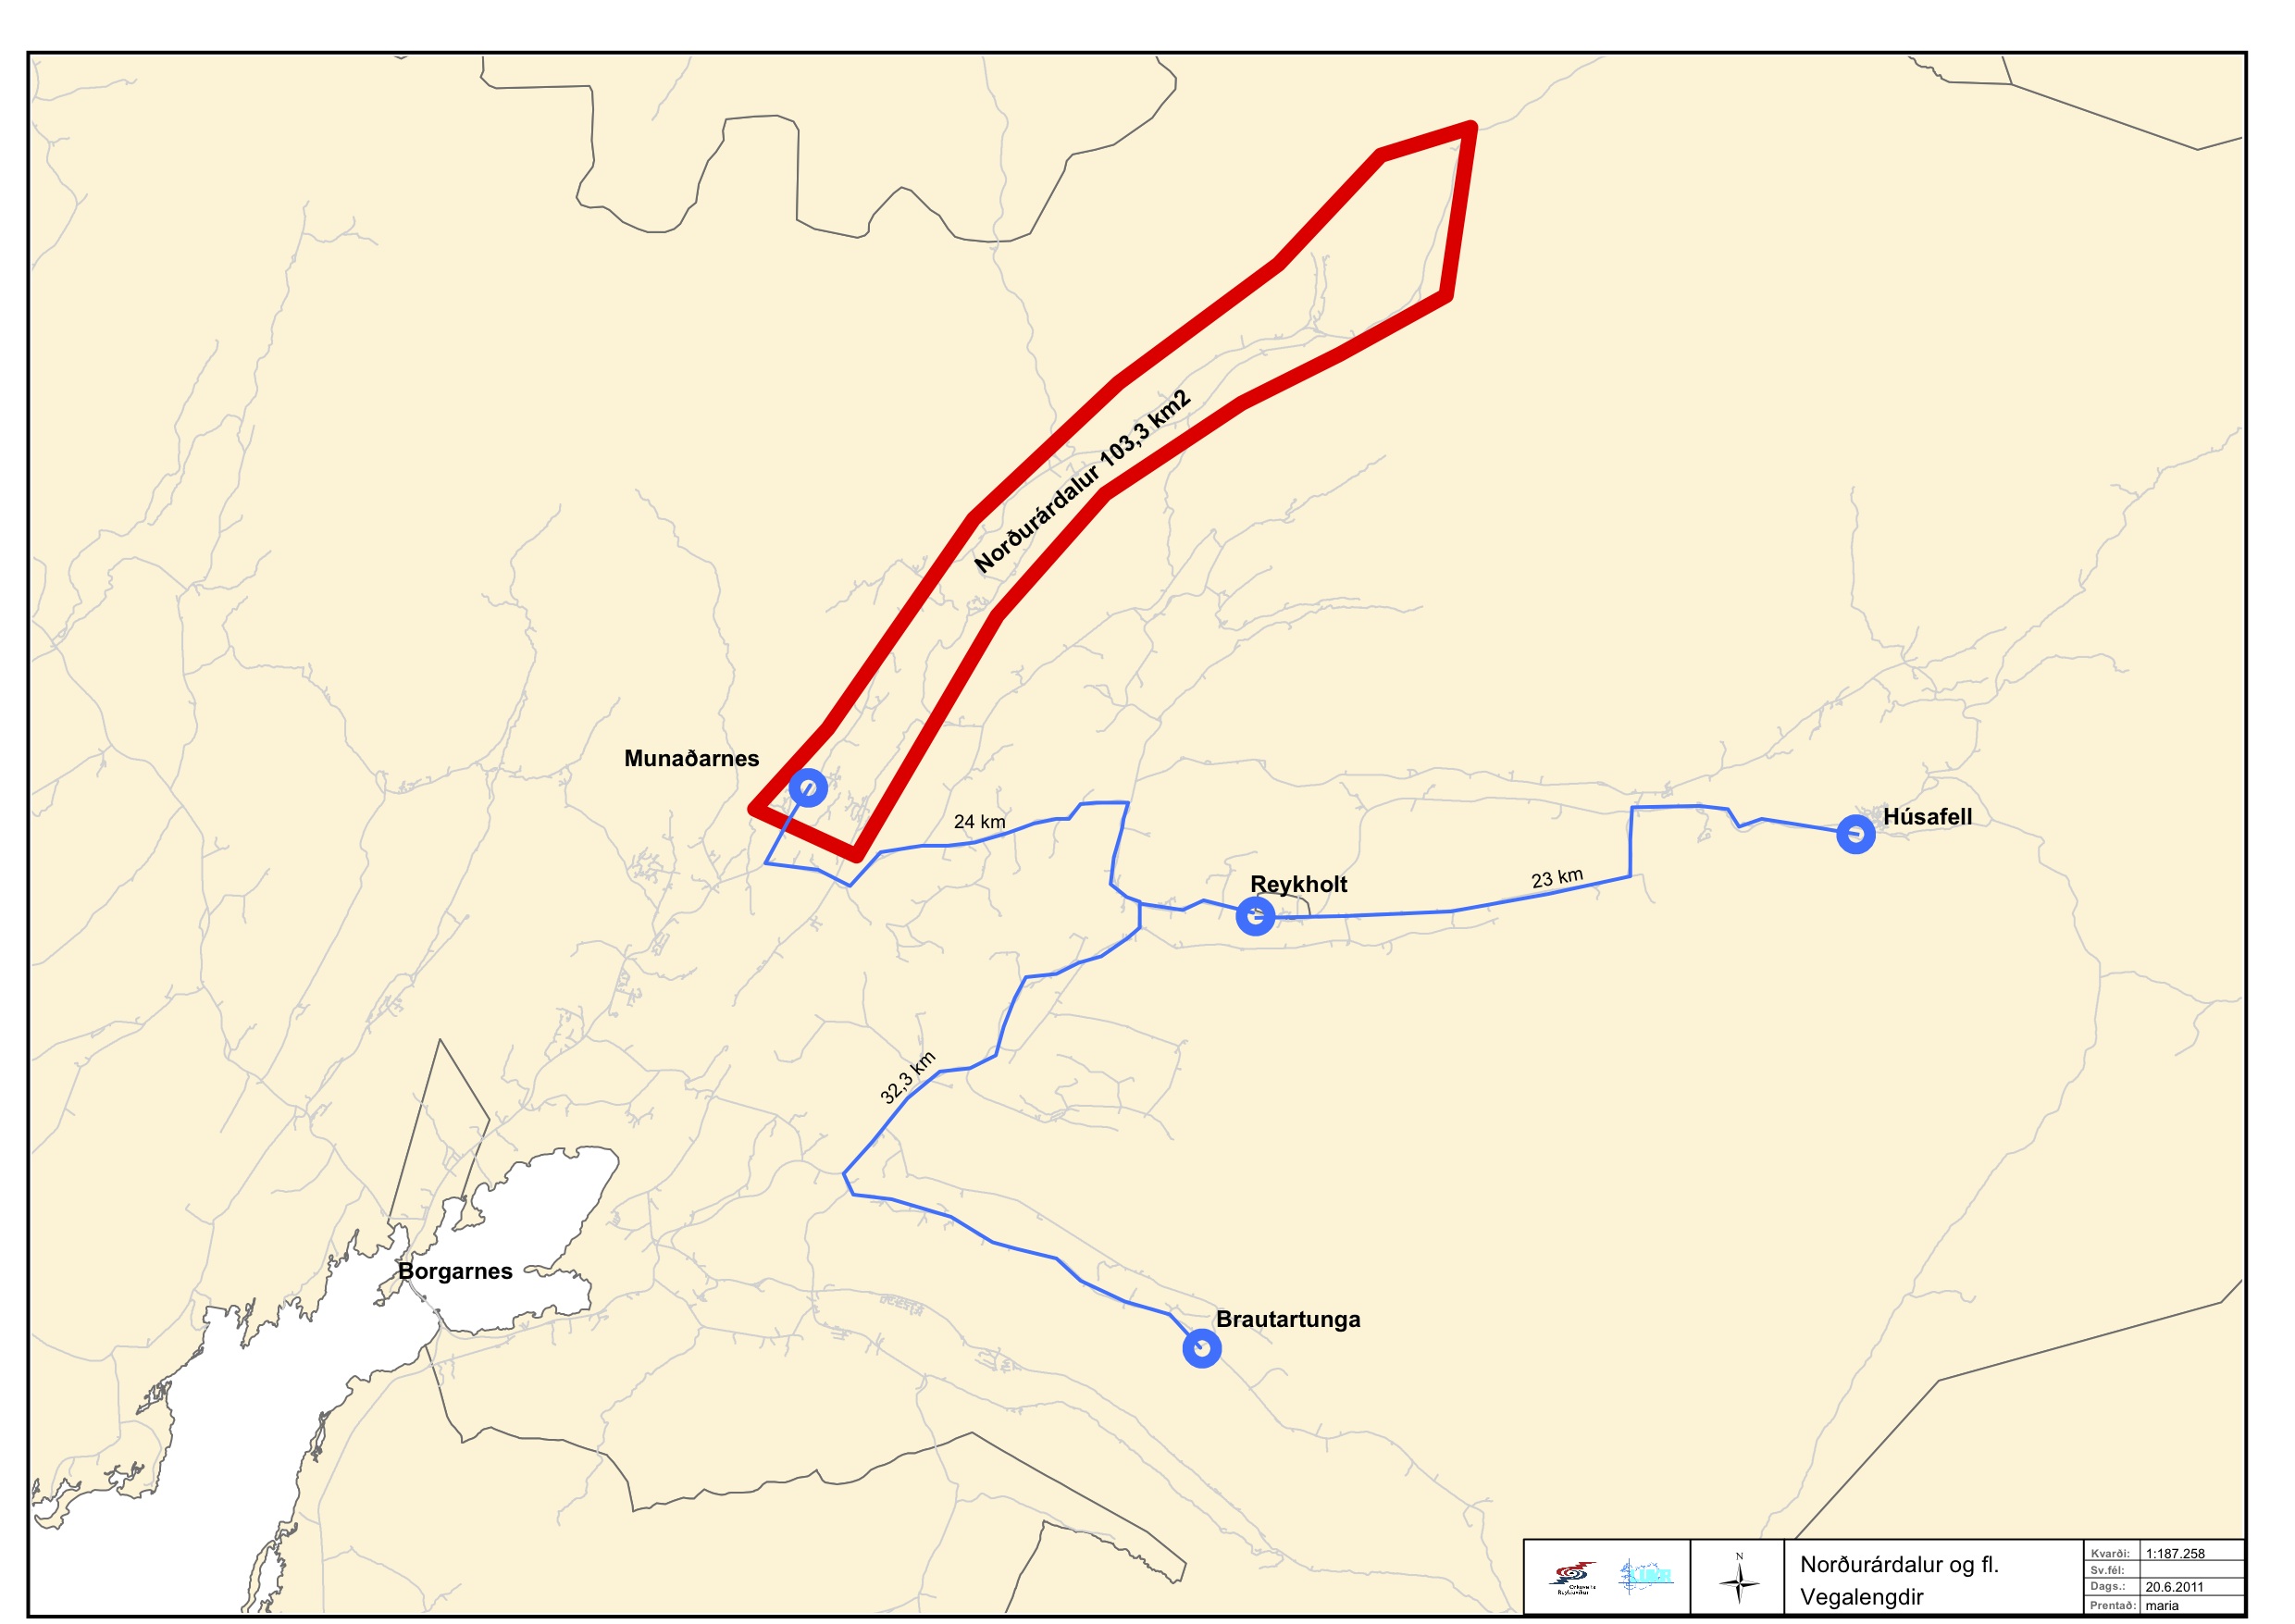 Norðurárdalur 103,3 km2
Munaðarnes
24 km
Húsafell
Reykholt
23 km
32,3 km
Borgarnes
Brautartunga
N
Norðurárdalur og fl.
Vegalengdir
Kvarði: 1:187.258
Sv.fél:
Dags.: 20.6.2011
Prentað: maria